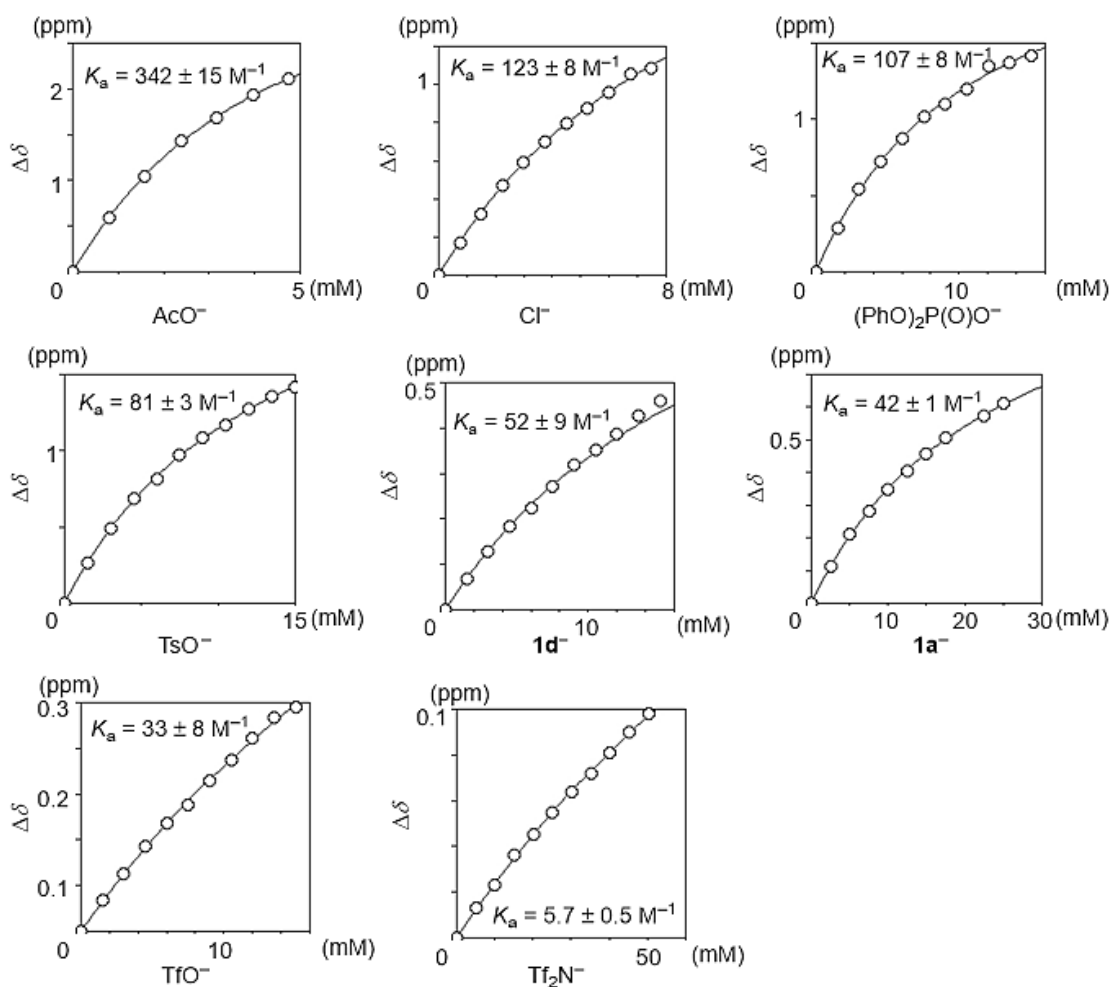 (ppm)
2
1
Δδ
Kₐ = 342 ± 15 M⁻¹
0
5 (mM)
AcO⁻
(ppm)
1
Δδ
Kₐ = 123 ± 8 M⁻¹
0
8 (mM)
Cl⁻
(ppm)
1
Δδ
Kₐ = 107 ± 8 M⁻¹
0
10
(mM)
(PhO)₂P(O)O⁻
(ppm)
1
Δδ
Kₐ = 81 ± 3 M⁻¹
0
15 (mM)
TsO⁻
(ppm)
0.5
Δδ
Kₐ = 52 ± 9 M⁻¹
0
10
(mM)
1d⁻
(ppm)
0.5
Δδ
Kₐ = 42 ± 1 M⁻¹
0
10
20
30
(mM)
1a⁻
(ppm)
0.3
0.2
0.1
Δδ
Kₐ = 33 ± 8 M⁻¹
0
10
(mM)
TfO⁻
(ppm)
0.1
Δδ
Kₐ = 5.7 ± 0.5 M⁻¹
0
50
(mM)
Tf₂N⁻